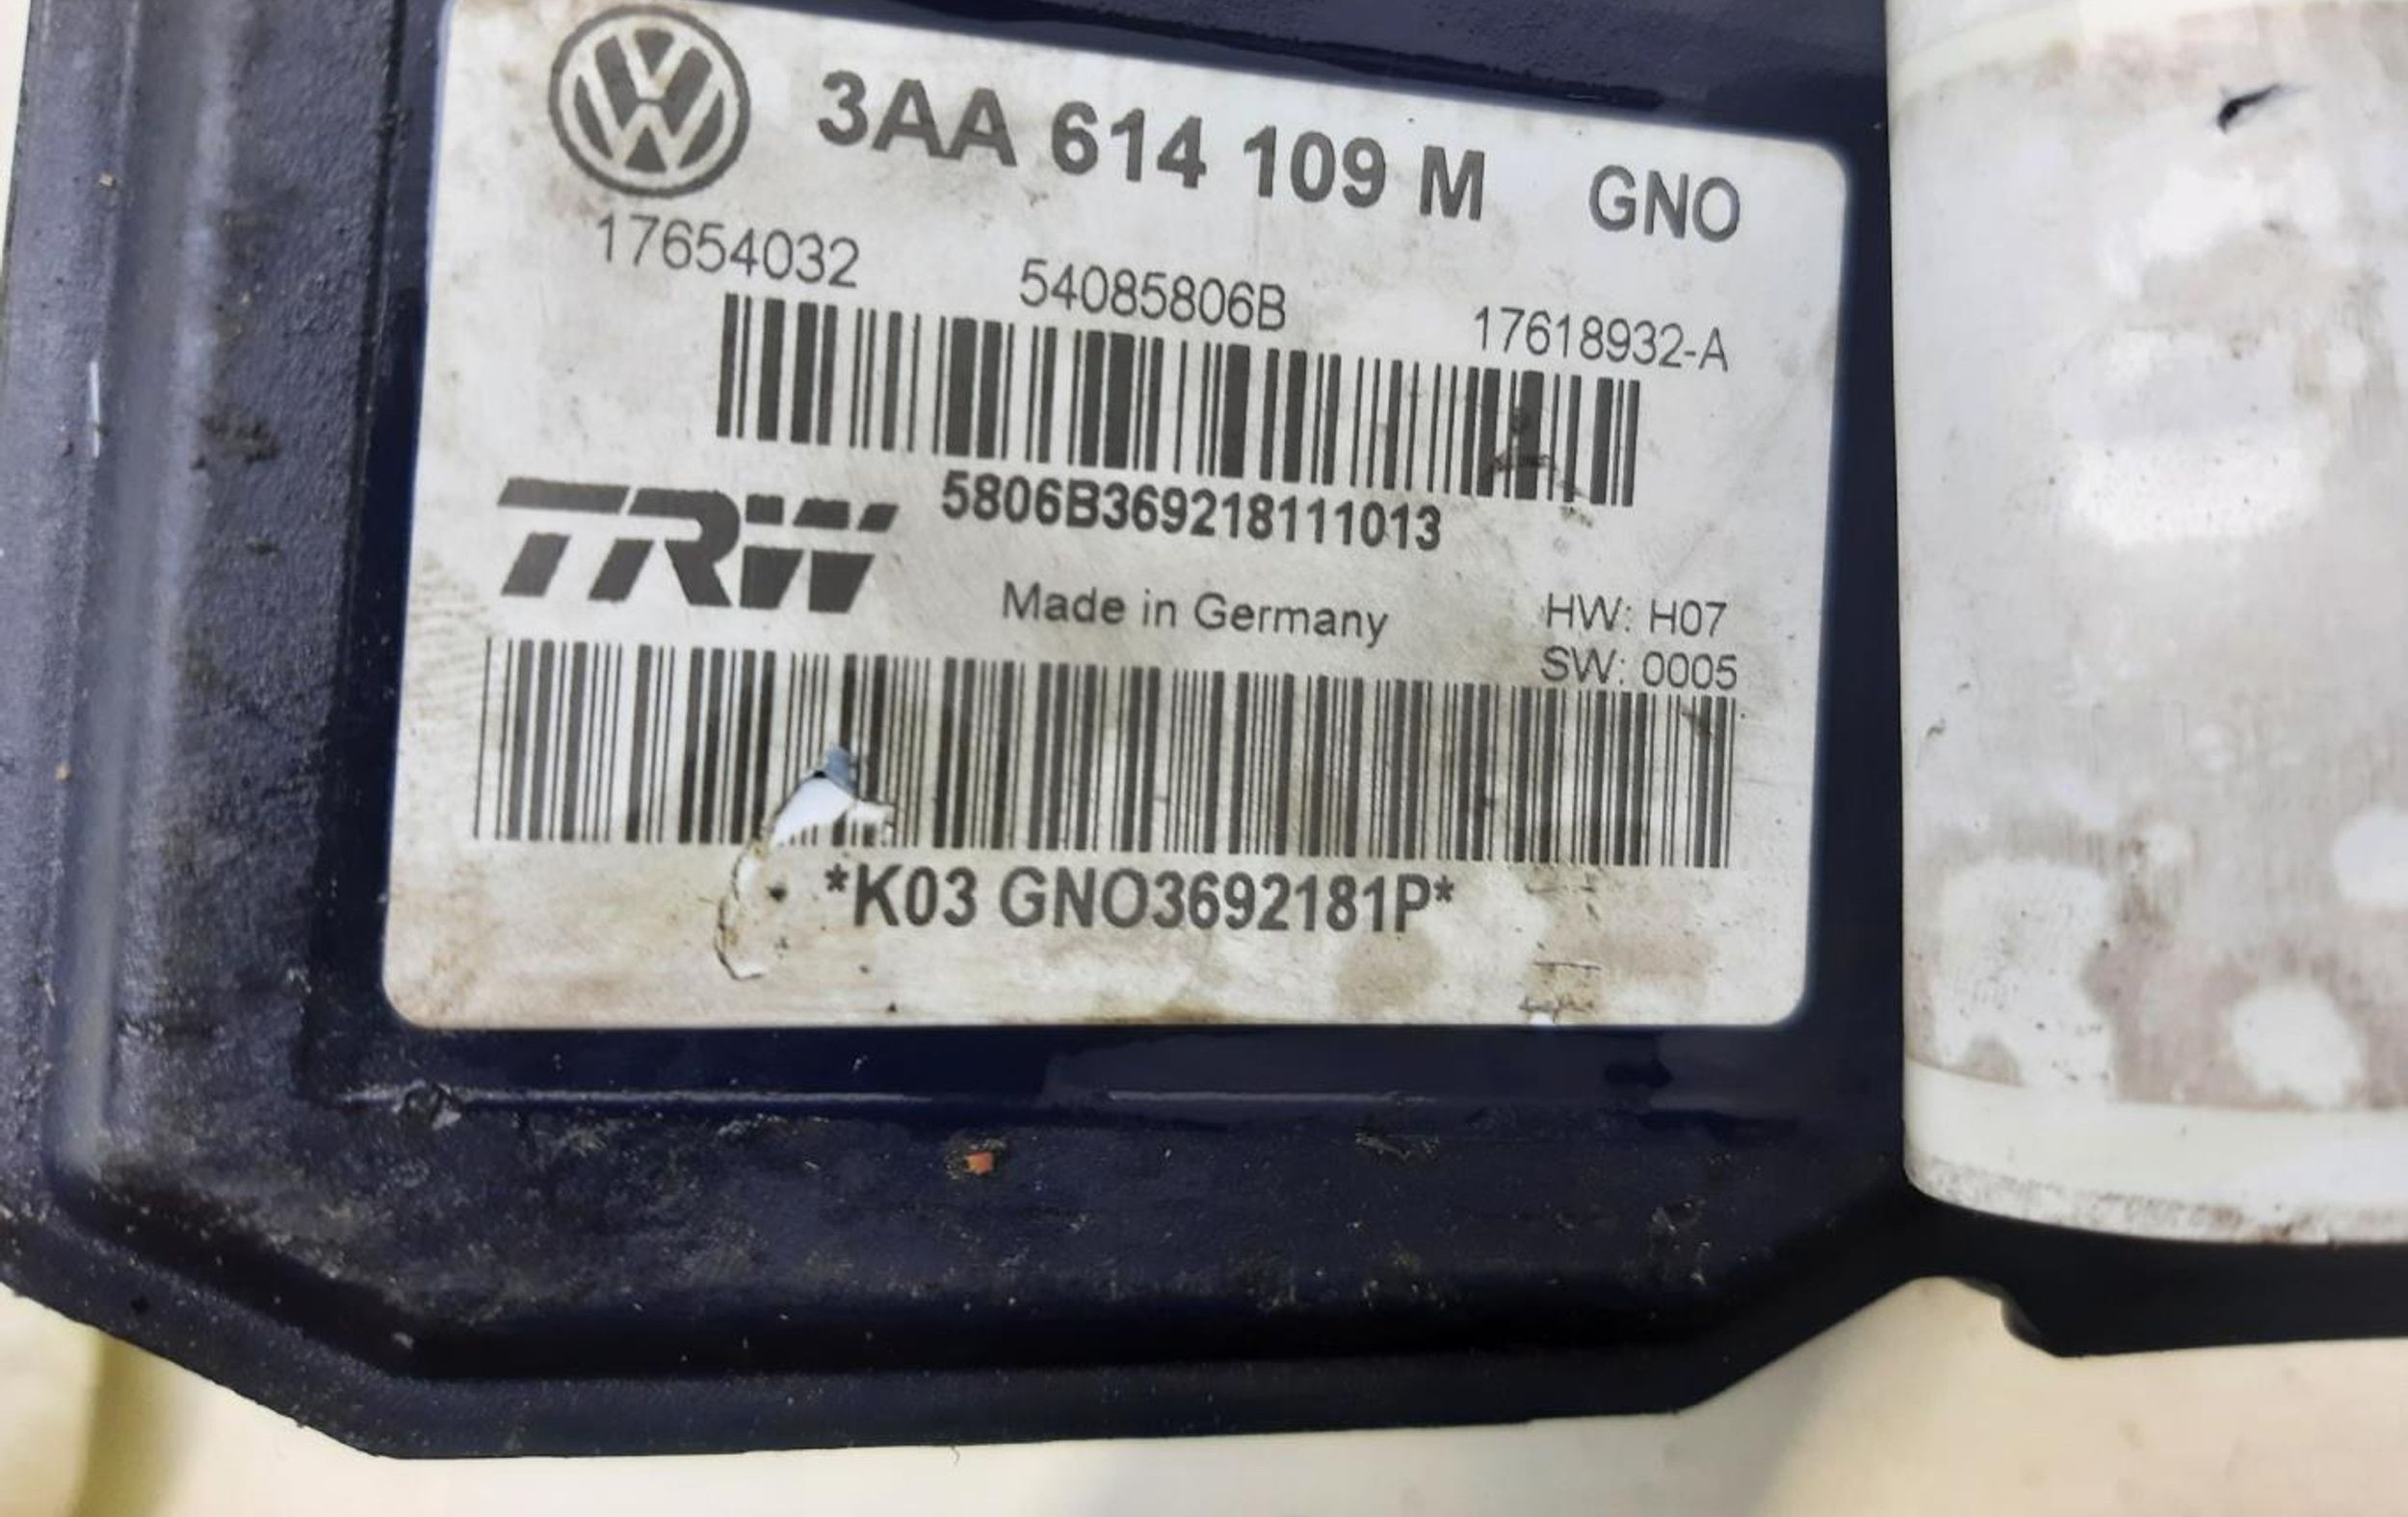 3AA 614 109 M GNO
17654032 54085806B 17618932-A
TRW 5806B369218111013
Made in Germany HW: H07
SW: 0005
*K03 GNO3692181P*